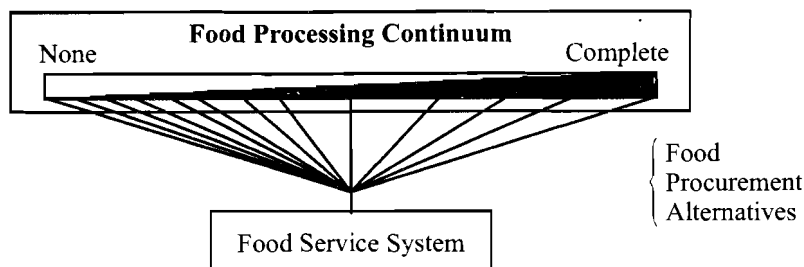 Food Processing Continuum
None
Complete
Food
Procurement
Alternatives
Food Service System